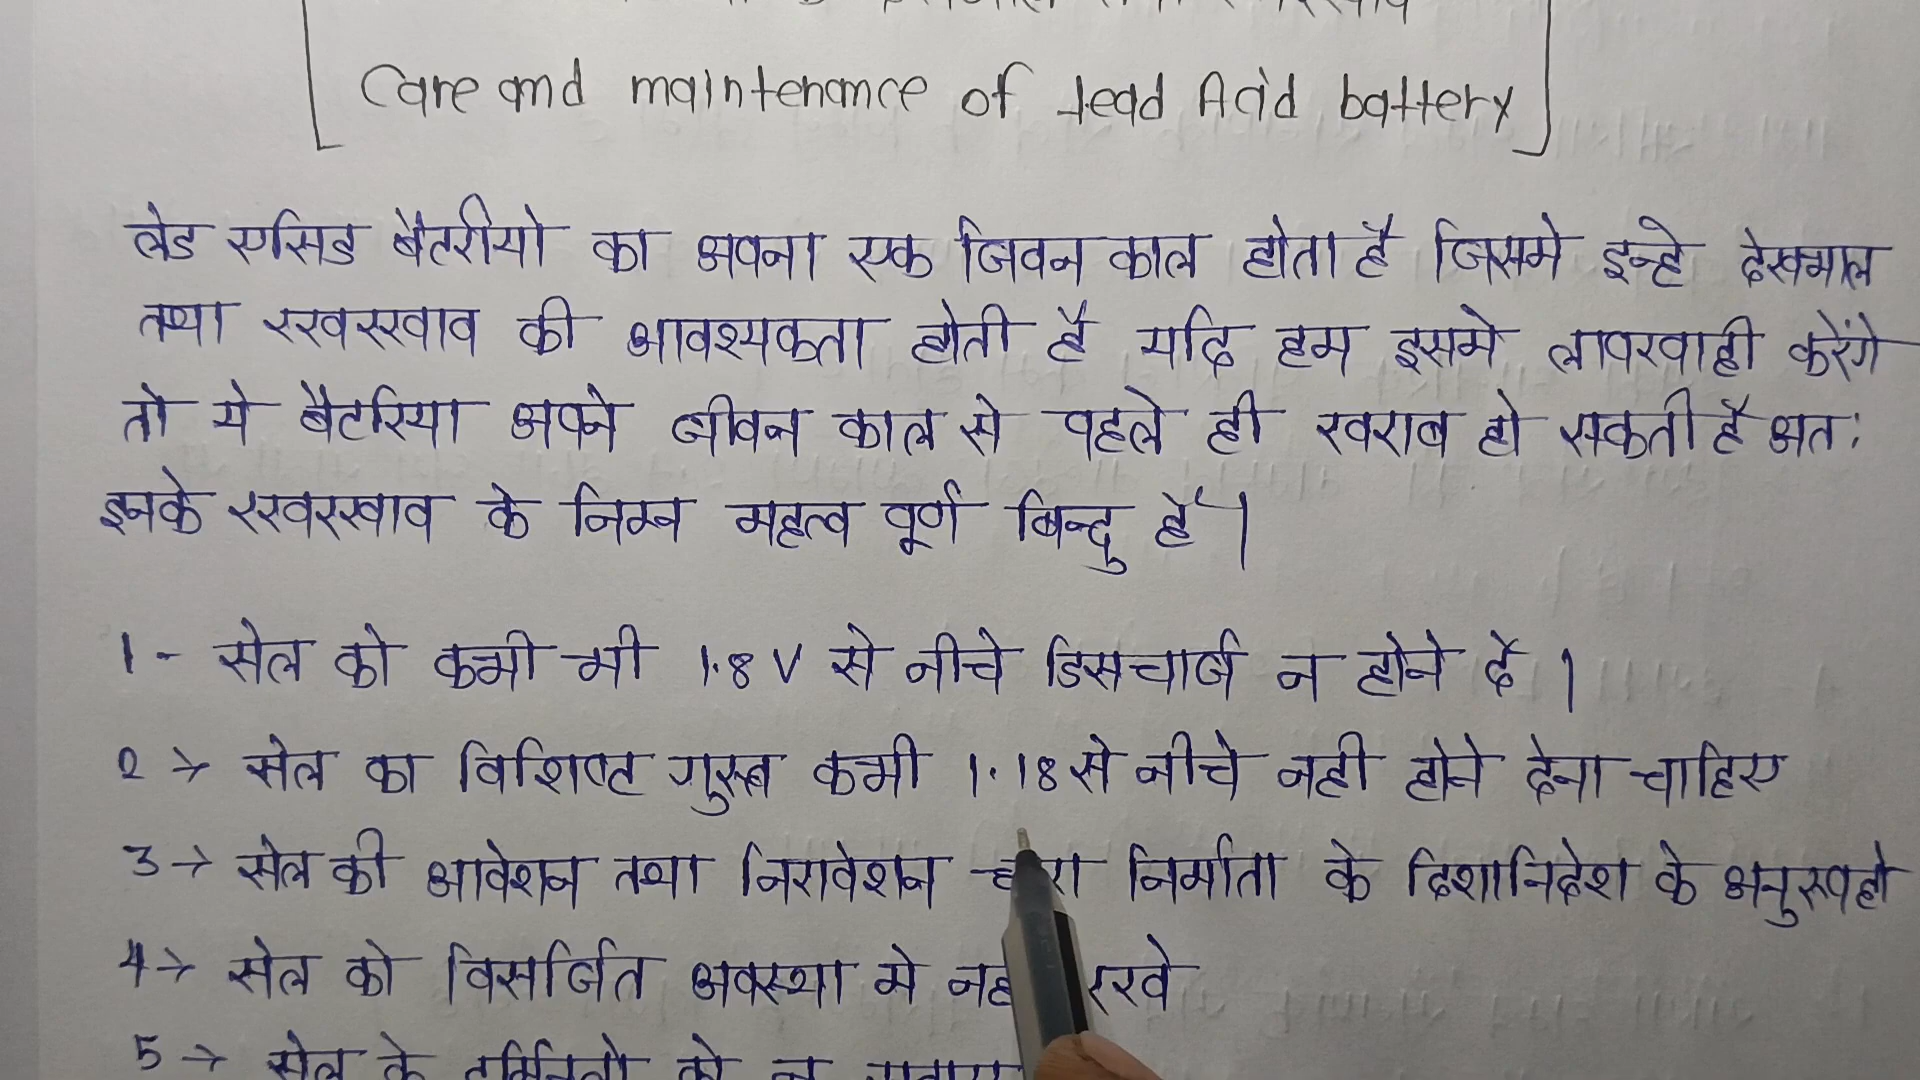 Care and maintenance of Lead Acid battery
लेड एसिड बैटरीयो का अपना एक जिवन काल होता है जिसमे इन्हे देखभाल
तथा रखरखाव की आवश्यकता होती है यदि हम इसमे लापरवाही करेंगे
तो ये बैटरिया अपने जीवन काल से पहले ही खराब हो सकती है अत:
इनके रखरखाव के निम्न महत्व पूर्ण बिन्दु हैं।
1- सेल को कभी भी 1.8 V से नीचे डिसचार्ज न होने दें।
2 → सेल का विशिष्ट गुरुत्व कभी 1.18 से नीचे नही होने देना चाहिए
3 → सेल की आवेशन तथा निरावेशन निर्माता के दिशानिदेश के अनुरूप हो
4 → सेल को विसर्जित अवस्था मे रखे
5 → सेल के को न